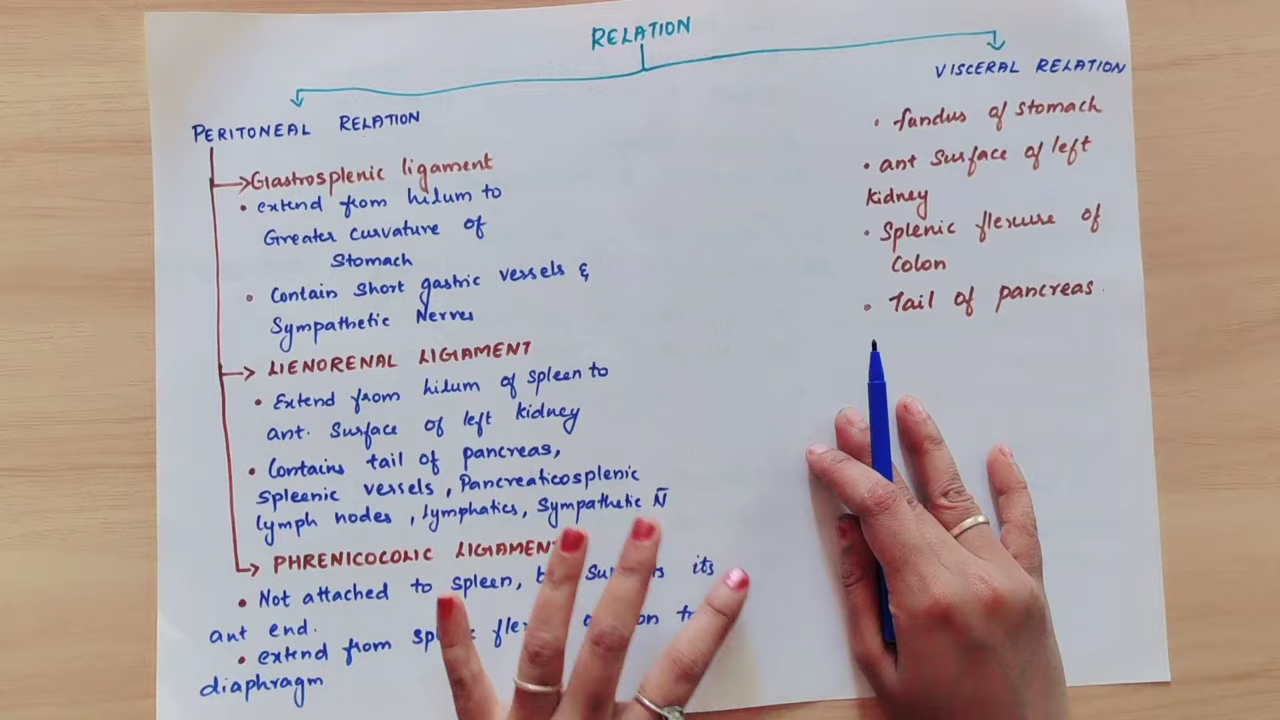 RELATION
PERITONEAL RELATION
Glastrosplenic ligament
• extend from hilum to
Greater curvature of
Stomach
• Contain Short gastric vessels &
Sympathetic Nerves
LIENORENAL LIGAMENT
• Extend from hilum of spleen to
ant. Surface of left kidney
• Contains tail of pancreas,
Spleenic vessels, Pancreaticosplenic
lymph nodes, lymphatics, Sympathetic N̄
PHRENICOCOLIC LIGAMENT
• Not attached to spleen, its
ant end.
• extend from
diaphragm
VISCERAL RELATION
• fundus of stomach
• ant Surface of left
kidney
• Splenic flexure of
Colon
• Tail of pancreas.